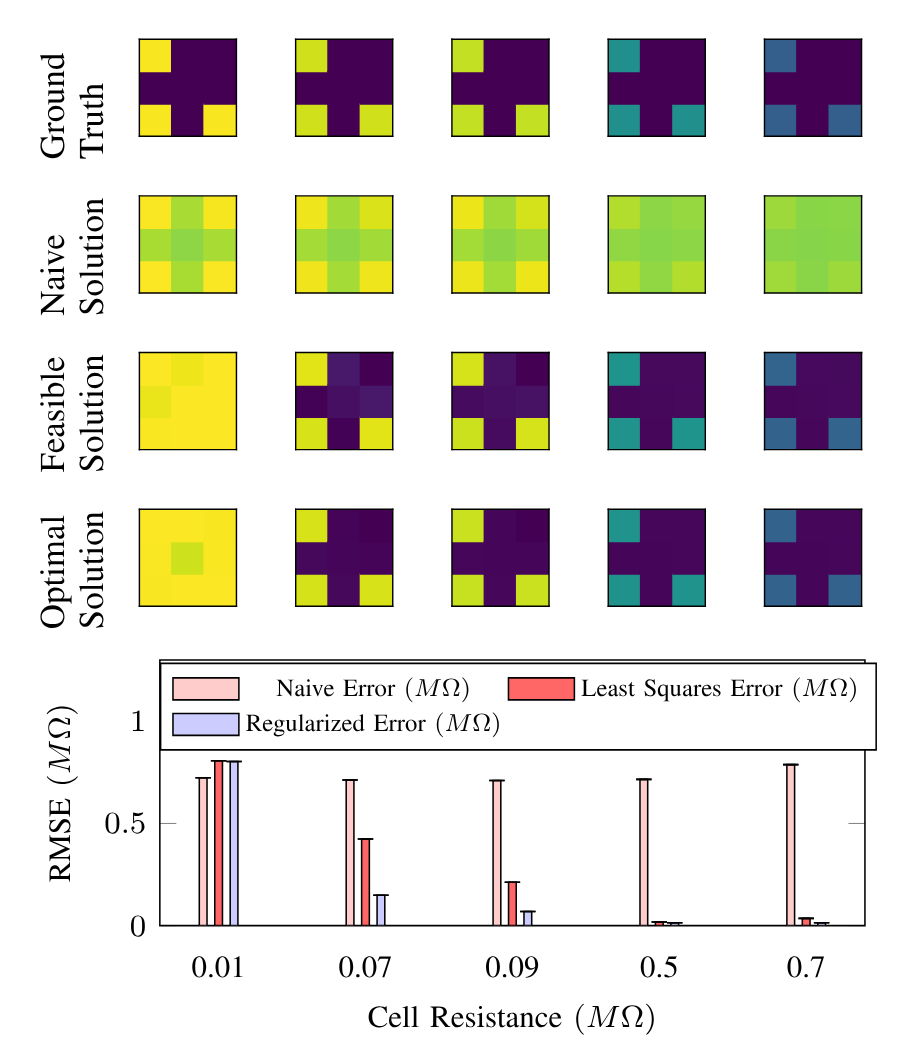 Ground
Truth
Naive
Solution
Feasible
Solution
Optimal
Solution
Naive Error (MΩ)
Least Squares Error (MΩ)
Regularized Error (MΩ)
RMSE (MΩ)
1
0.5
0
0.01 0.07 0.09 0.5 0.7
Cell Resistance (MΩ)